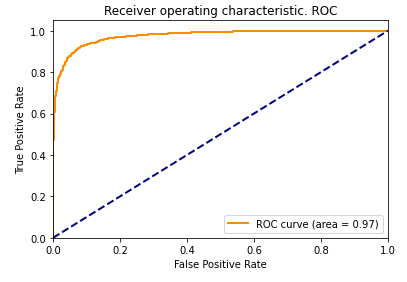 Receiver operating characteristic. ROC
True Positive Rate
1.0
0.8
0.6
0.4
0.2
0.0
ROC curve (area = 0.97)
0.0 0.2 0.4 0.6 0.8 1.0
False Positive Rate